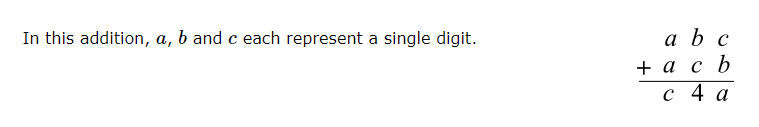 In this addition, a, b and c each represent a single digit.
a b c
+ a c b
c 4 a